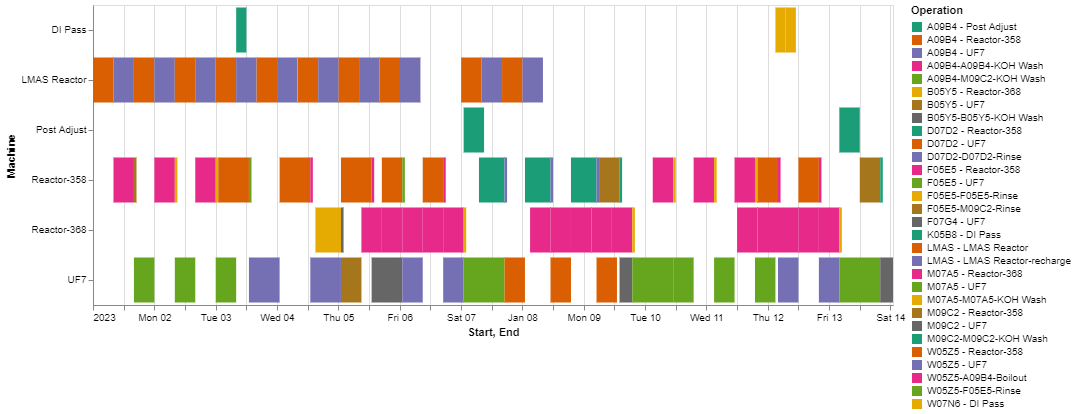 Operation
A09B4 - Post Adjust
A09B4 - Reactor-358
A09B4 - UF7
A09B4-A09B4-KOH Wash
A09B4-M09C2-KOH Wash
B05Y5 - Reactor-368
B05Y5 - UF7
B05Y5-B05Y5-KOH Wash
D07D2 - Reactor-358
D07D2 - UF7
D07D2-D07D2-Rinse
F05E5 - Reactor-358
F05E5 - UF7
F05E5-F05E5-Rinse
F05E5-M09C2-Rinse
F07G4 - UF7
K05B8 - DI Pass
LMAS - LMAS Reactor
LMAS - LMAS Reactor-recharge
M07A5 - Reactor-368
M07A5 - UF7
M07A5-M07A5-KOH Wash
M09C2 - Reactor-358
M09C2 - UF7
M09C2-M09C2-KOH Wash
W05Z5 - Reactor-358
W05Z5 - UF7
W05Z5-A09B4-Boilout
W05Z5-F05E5-Rinse
W07N6 - DI Pass
Machine
DI Pass
LMAS Reactor
Post Adjust
Reactor-358
Reactor-368
UF7
2023 Mon 02 Tue 03 Wed 04 Thu 05 Fri 06 Sat 07 Jan 08 Mon 09 Tue 10 Wed 11 Thu 12 Fri 13 Sat 14
Start, End